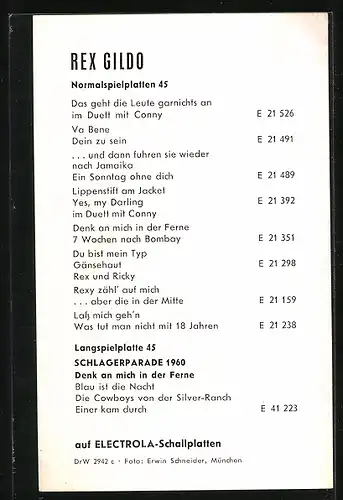 REX GILDO
Normalspielplatten 45
Das geht die Leute garnichts an
im Duett mit Conny E 21 526
Va Bene
Dein zu sein E 21 491
. . . und dann fuhren sie wieder
nach Jamaika
Ein Sonntag ohne dich E 21 489
Lippenstift am Jacket
Yes, my Darling E 21 392
im Duett mit Conny
Denk an mich in der Ferne
7 Wochen nach Bombay E 21 351
Du bist mein Typ
Gänsehaut E 21 298
Rex und Ricky
Rexy zähl' auf mich
. . . aber die in der Mitte E 21 159
Laß mich geh'n
Was tut man nicht mit 18 Jahren E 21 238
Langspielplatte 45
SCHLAGERPARADE 1960
Denk an mich in der Ferne
Blau ist die Nacht
Die Cowboys von der Silver-Ranch
Einer kam durch E 41 223
auf ELECTROLA-Schallplatten
DrW 2942 c · Foto: Erwin Schneider, München